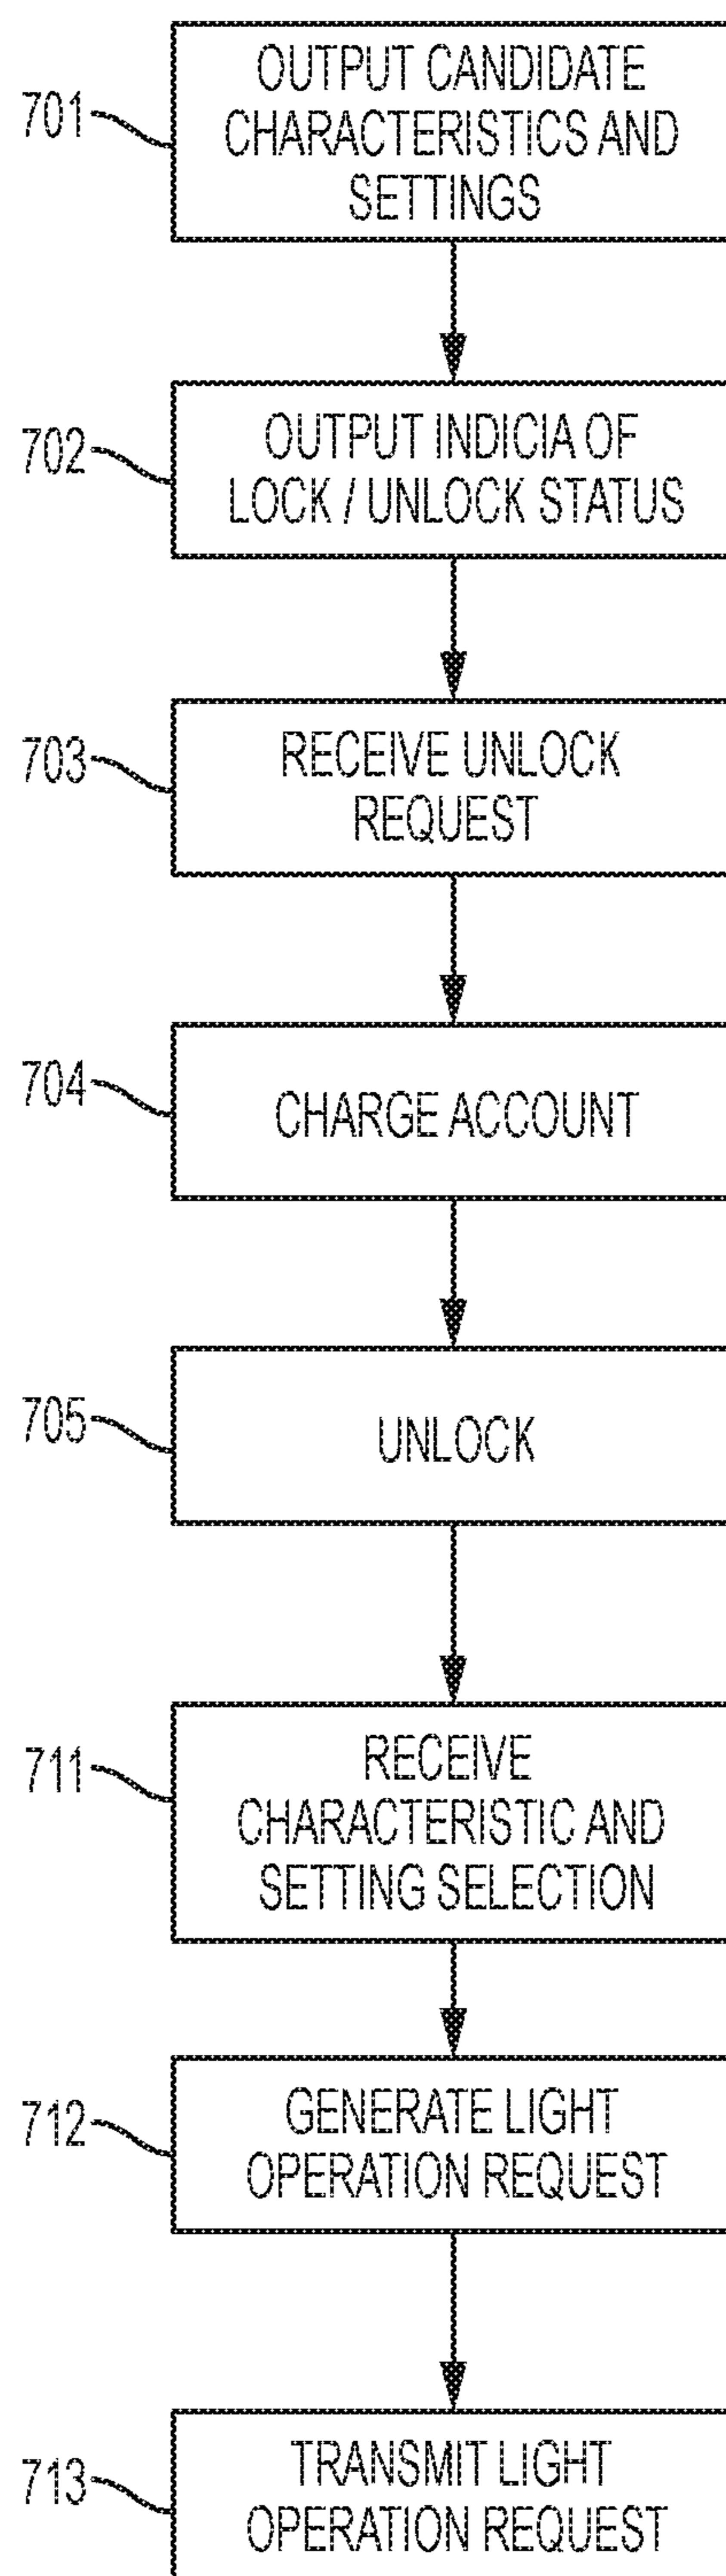 701
OUTPUT CANDIDATE
CHARACTERISTICS AND
SETTINGS
702
OUTPUT INDICIA OF
LOCK / UNLOCK STATUS
703
RECEIVE UNLOCK
REQUEST
704
CHARGE ACCOUNT
705
UNLOCK
711
RECEIVE
CHARACTERISTIC AND
SETTING SELECTION
712
GENERATE LIGHT
OPERATION REQUEST
713
TRANSMIT LIGHT
OPERATION REQUEST